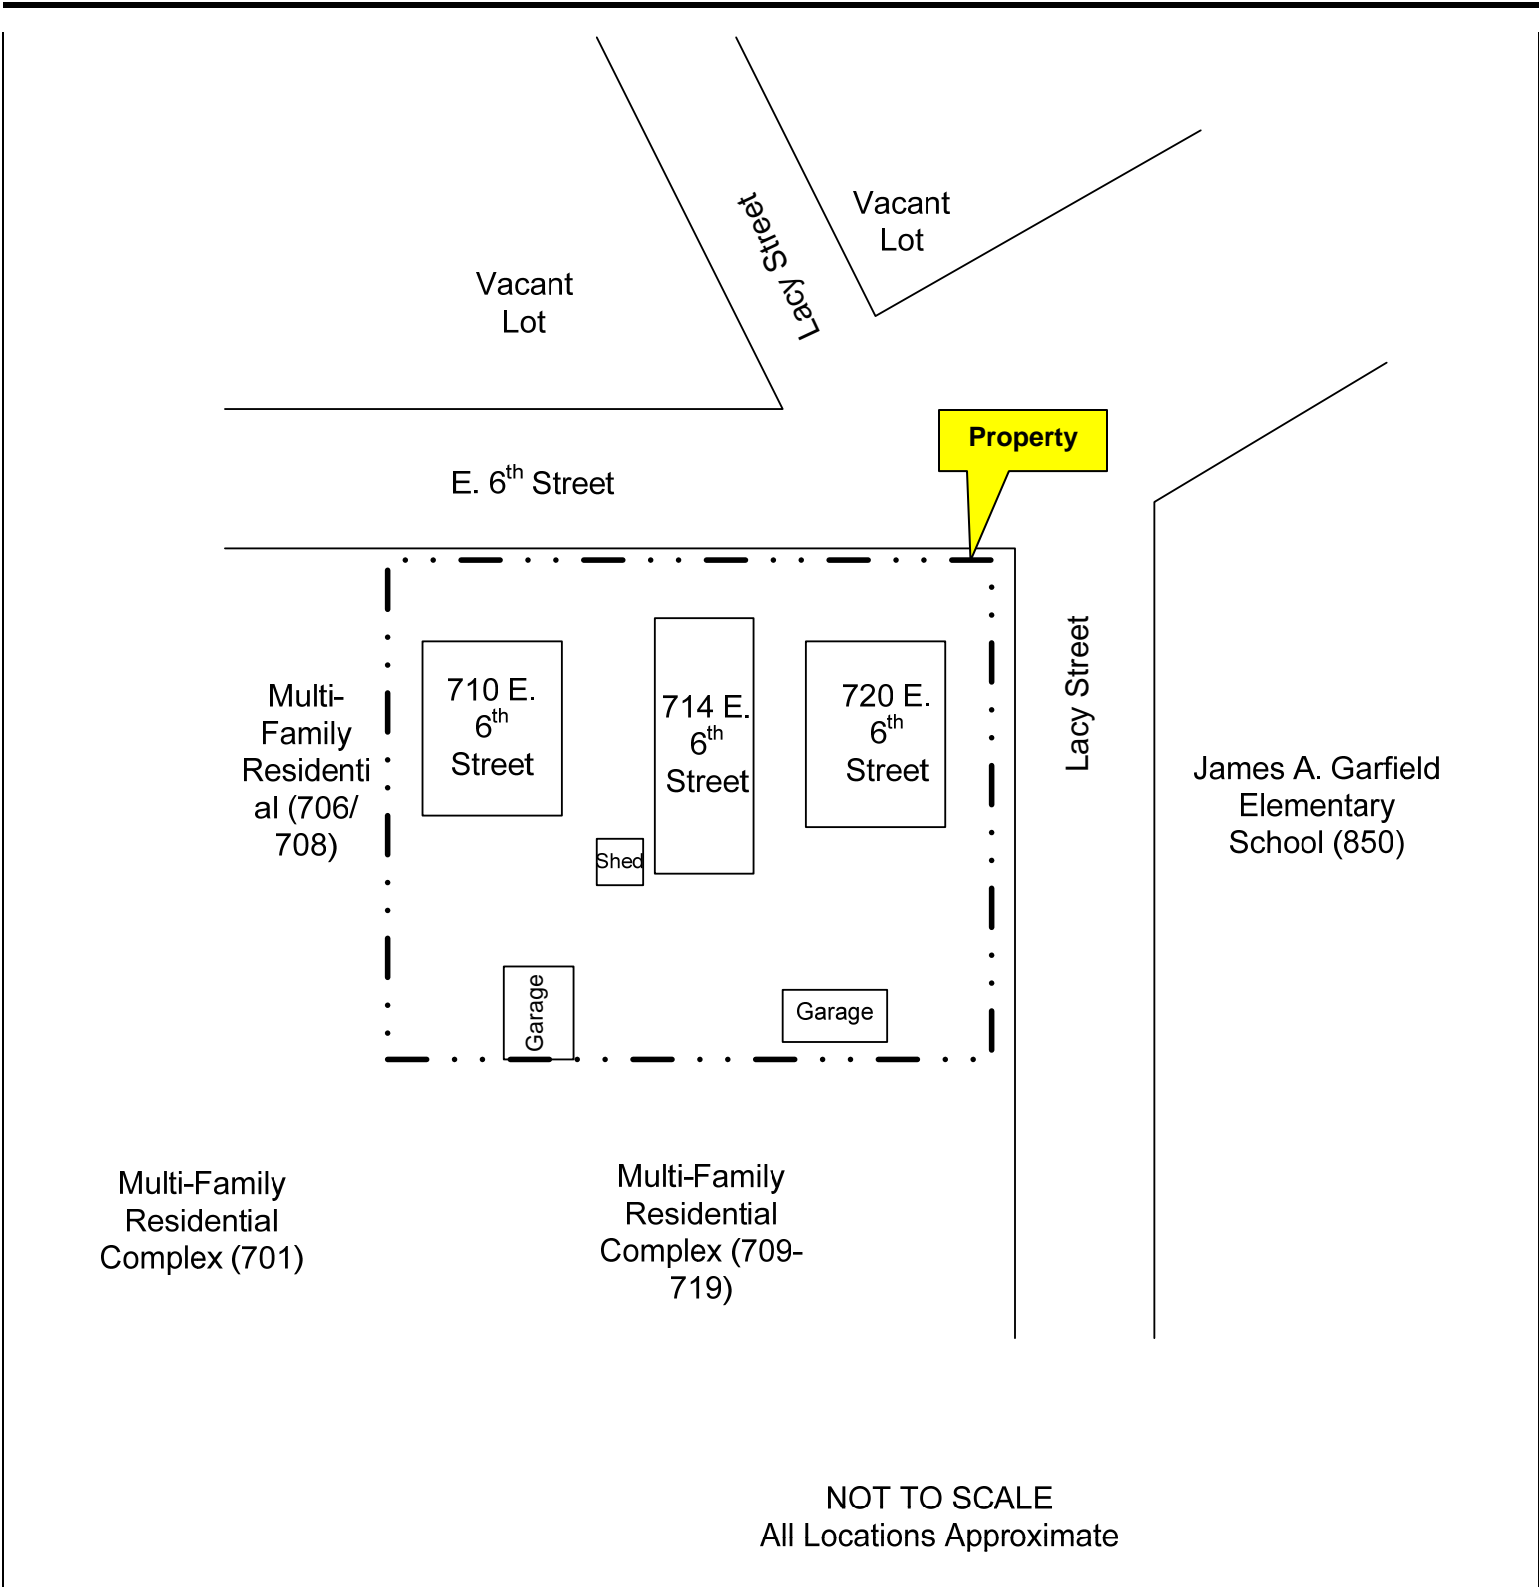 Vacant
Lot
Lacy Street
Vacant
Lot
Property
E. 6th Street
710 E.
6th
Street
714 E.
6th
Street
720 E.
6th
Street
Lacy Street
Multi-
Family
Residenti
al (706/
708)
James A. Garfield
Elementary
School (850)
Shed
Garage
Garage
Multi-Family
Residential
Complex (701)
Multi-Family
Residential
Complex (709-
719)
NOT TO SCALE
All Locations Approximate